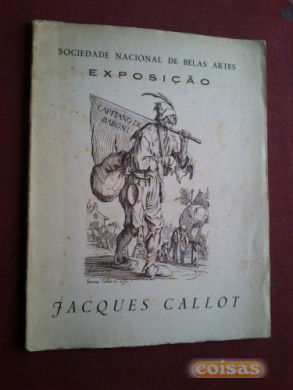 SOCIEDADE NACIONAL DE BELAS ARTES
EXPOSIÇÃO
CAPITANO DE
BARONI
JACQUES CALLOT
coisas